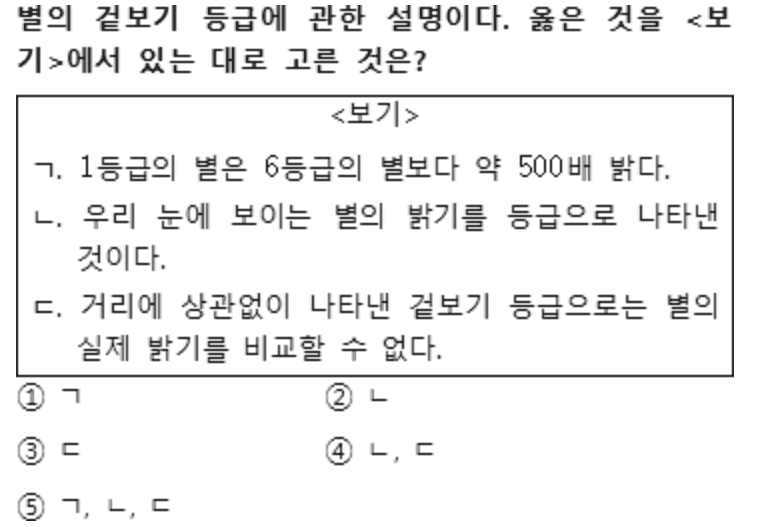 별의 겉보기 등급에 관한 설명이다. 옳은 것을 <보
기>에서 있는 대로 고른 것은?
<보기>
ㄱ. 1등급의 별은 6등급의 별보다 약 500배 밝다.
ㄴ. 우리 눈에 보이는 별의 밝기를 등급으로 나타낸
것이다.
ㄷ. 거리에 상관없이 나타낸 겉보기 등급으로는 별의
실제 밝기를 비교할 수 없다.
① ㄱ ② ㄴ
③ ㄷ ④ ㄴ, ㄷ
⑤ ㄱ, ㄴ, ㄷ